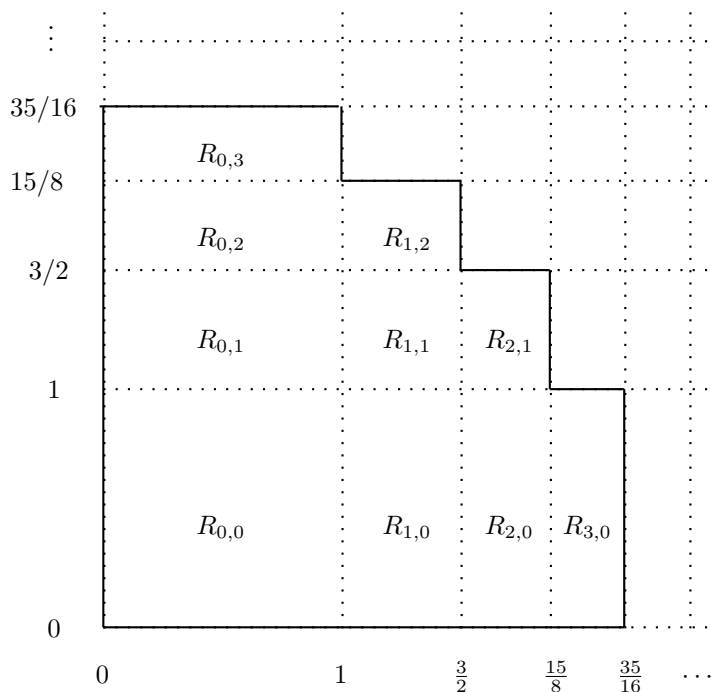 ⋮
35/16
R_{0,3}
15/8
R_{0,2} R_{1,2}
3/2
R_{0,1} R_{1,1} R_{2,1}
1
R_{0,0} R_{1,0} R_{2,0} R_{3,0}
0
0 1 3/2 15/8 35/16 ⋯